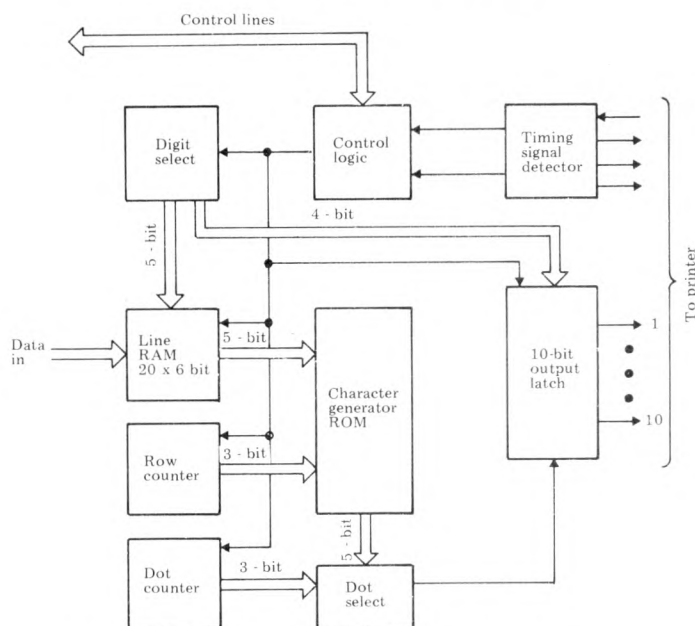 Control lines
Digit
select
Control
logic
Timing
signal
detector
4 - bit
5 - bit
To printer
Data
in
Line
RAM
20 x 6 bit
5 - bit
Character
generator
ROM
10-bit
output
latch
1
10
Row
counter
3 - bit
5 - bit
Dot
counter
3 - bit
Dot
select